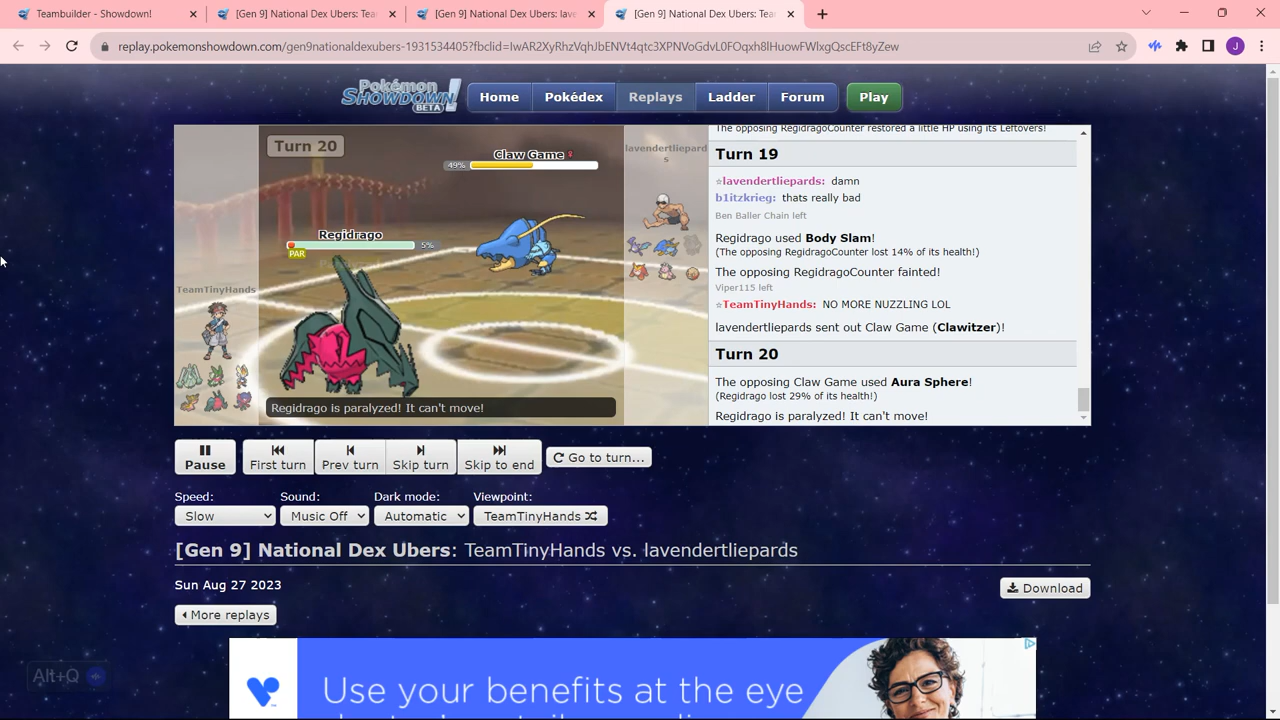 Teambuilder - Showdown!
[Gen 9] National Dex Ubers: Tea
[Gen 9] National Dex Ubers: lave
[Gen 9] National Dex Ubers: Tea
replay.pokemonshowdown.com/gen9nationaldexubers-1931534405?fbclid=IwAR2XyRhzVqhJbENVt4qtc3XPNVoGdvL0FOqxh8lHuowFWlxgQscEFt8yZew
J
Pokémon
Showdown!
BETA
Home
Pokédex
Replays
Ladder
Forum
Play
Turn 20
Claw Game ♀
49%
Regidrago
5%
PAR
TeamTinyHands
lavendertliepard
s
Regidrago is paralyzed! It can't move!
The opposing RegidragoCounter restored a little HP using its Leftovers!
Turn 19
☆lavendertliepards: damn
b1itzkrieg: thats really bad
Ben Baller Chain left
Regidrago used Body Slam!
(The opposing RegidragoCounter lost 14% of its health!)
The opposing RegidragoCounter fainted!
Viper115 left
☆TeamTinyHands: NO MORE NUZZLING LOL
lavendertliepards sent out Claw Game (Clawitzer)!
Turn 20
The opposing Claw Game used Aura Sphere!
(Regidrago lost 29% of its health!)
Regidrago is paralyzed! It can't move!
Pause
First turn
Prev turn
Skip turn
Skip to end
Go to turn...
Speed:
Sound:
Dark mode:
Viewpoint:
Slow
Music Off
Automatic
TeamTinyHands
[Gen 9] National Dex Ubers: TeamTinyHands vs. lavendertliepards
Sun Aug 27 2023
Download
More replays
Alt+Q
Use your benefits at the eye